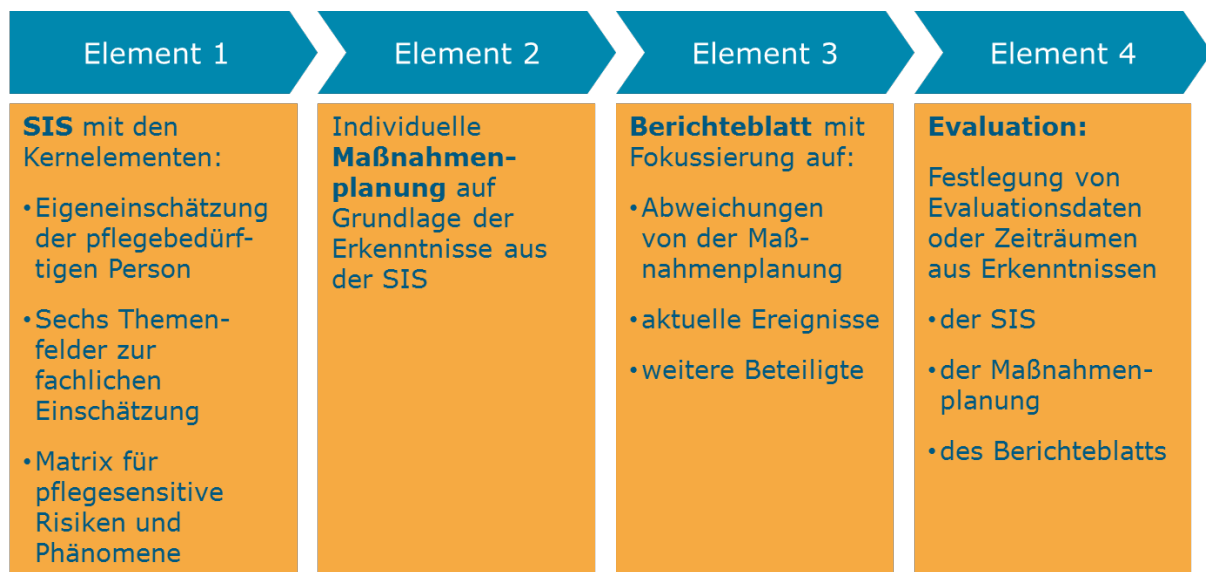 Element 1
SIS mit den
Kernelementen:
•Eigeneinschätzung
der pflegebedürf-
tigen Person
•Sechs Themen-
felder zur
fachlichen
Einschätzung
•Matrix für
pflegesensitive
Risiken und
Phänomene
Element 2
Individuelle
Maßnahmen-
planung auf
Grundlage der
Erkenntnisse aus
der SIS
Element 3
Berichteblatt mit
Fokussierung auf:
•Abweichungen
von der Maß-
nahmenplanung
•aktuelle Ereignisse
•weitere Beteiligte
Element 4
Evaluation:
Festlegung von
Evaluationsdaten
oder Zeiträumen
aus Erkenntnissen
•der SIS
•der Maßnahmen-
planung
•des Berichteblatts